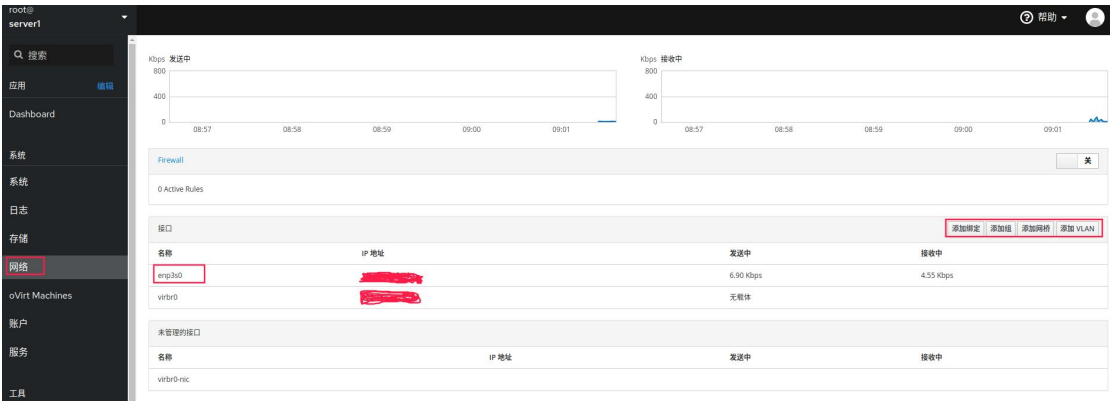 root@
server1
帮助
搜索
应用 编辑
Dashboard
系统
系统
日志
存储
网络
oVirt Machines
账户
服务
工具
Kbps 发送中
800
400
0
08:57 08:58 08:59 09:00 09:01
Kbps 接收中
800
400
0
08:57 08:58 08:59 09:00 09:01
Firewall 关
0 Active Rules
接口 添加绑定 添加组 添加网桥 添加 VLAN
名称 IP 地址 发送中 接收中
enp3s0 6.90 Kbps 4.55 Kbps
virbr0 无载体
未管理的接口
名称 IP 地址 发送中 接收中
virbr0-nic